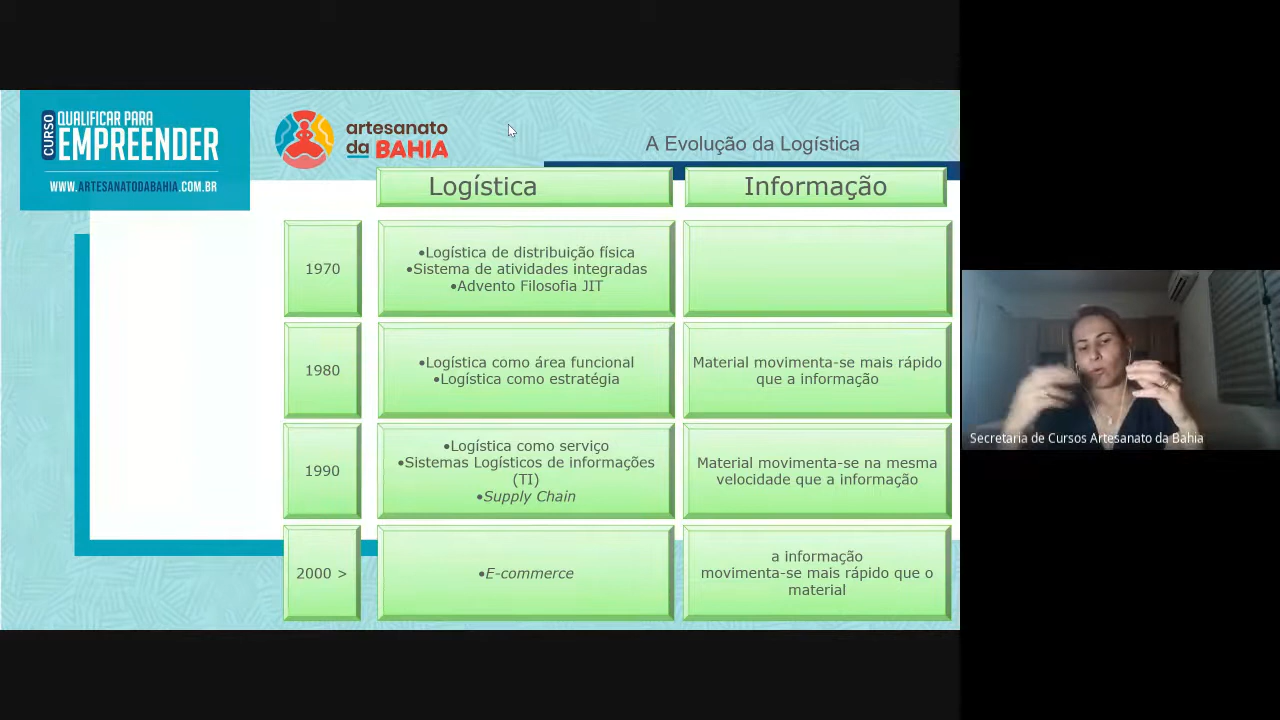 CURSO
QUALIFICAR PARA
EMPREENDER
WWW.ARTESANATODABAHIA.COM.BR
artesanato
da BAHIA
A Evolução da Logística
Logística
Informação
1970
•Logística de distribuição física
•Sistema de atividades integradas
•Advento Filosofia JIT
1980
•Logística como área funcional
•Logística como estratégia
Material movimenta-se mais rápido
que a informação
1990
•Logística como serviço
•Sistemas Logísticos de informações
(TI)
•Supply Chain
Material movimenta-se na mesma
velocidade que a informação
2000 >
•E-commerce
a informação
movimenta-se mais rápido que o
material
Secretaria de Cursos Artesanato da Bahia